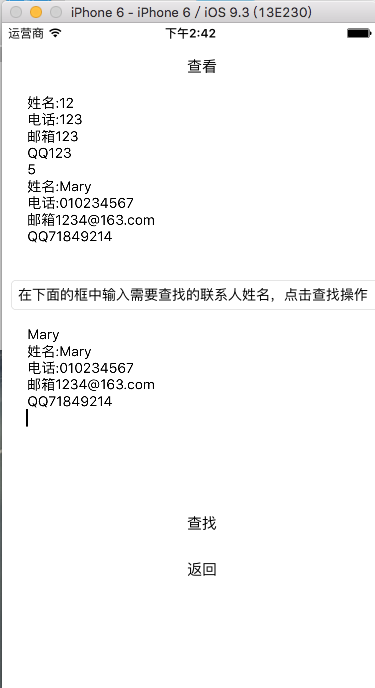 iPhone 6 - iPhone 6 / iOS 9.3 (13E230)
运营商 下午2:42
查看
姓名:12
电话:123
邮箱123
QQ123
5
姓名:Mary
电话:010234567
邮箱1234@163.com
QQ71849214
在下面的框中输入需要查找的联系人姓名，点击查找操作
Mary
姓名:Mary
电话:010234567
邮箱1234@163.com
QQ71849214
查找
返回